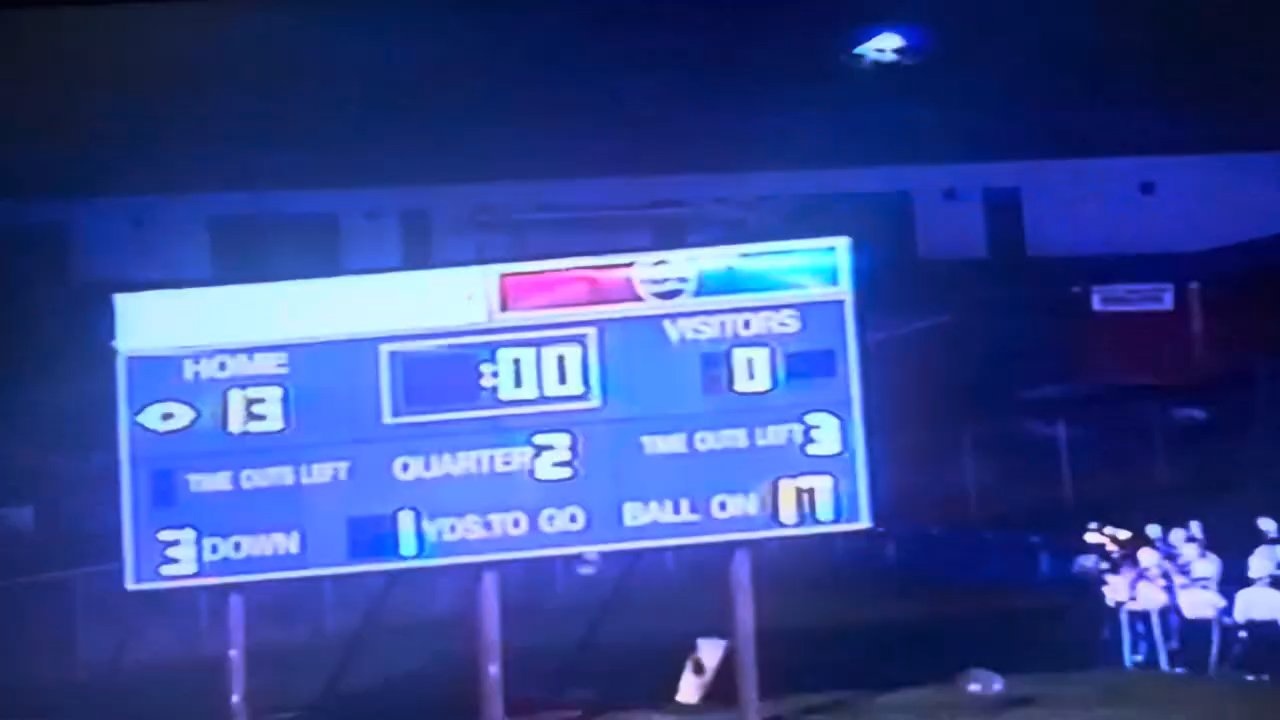 HOME :00 VISITORS
13 0
TIME OUTS LEFT QUARTER 2 TIME OUTS LEFT 3
3 DOWN 1 YDS.TO GO BALL ON 17